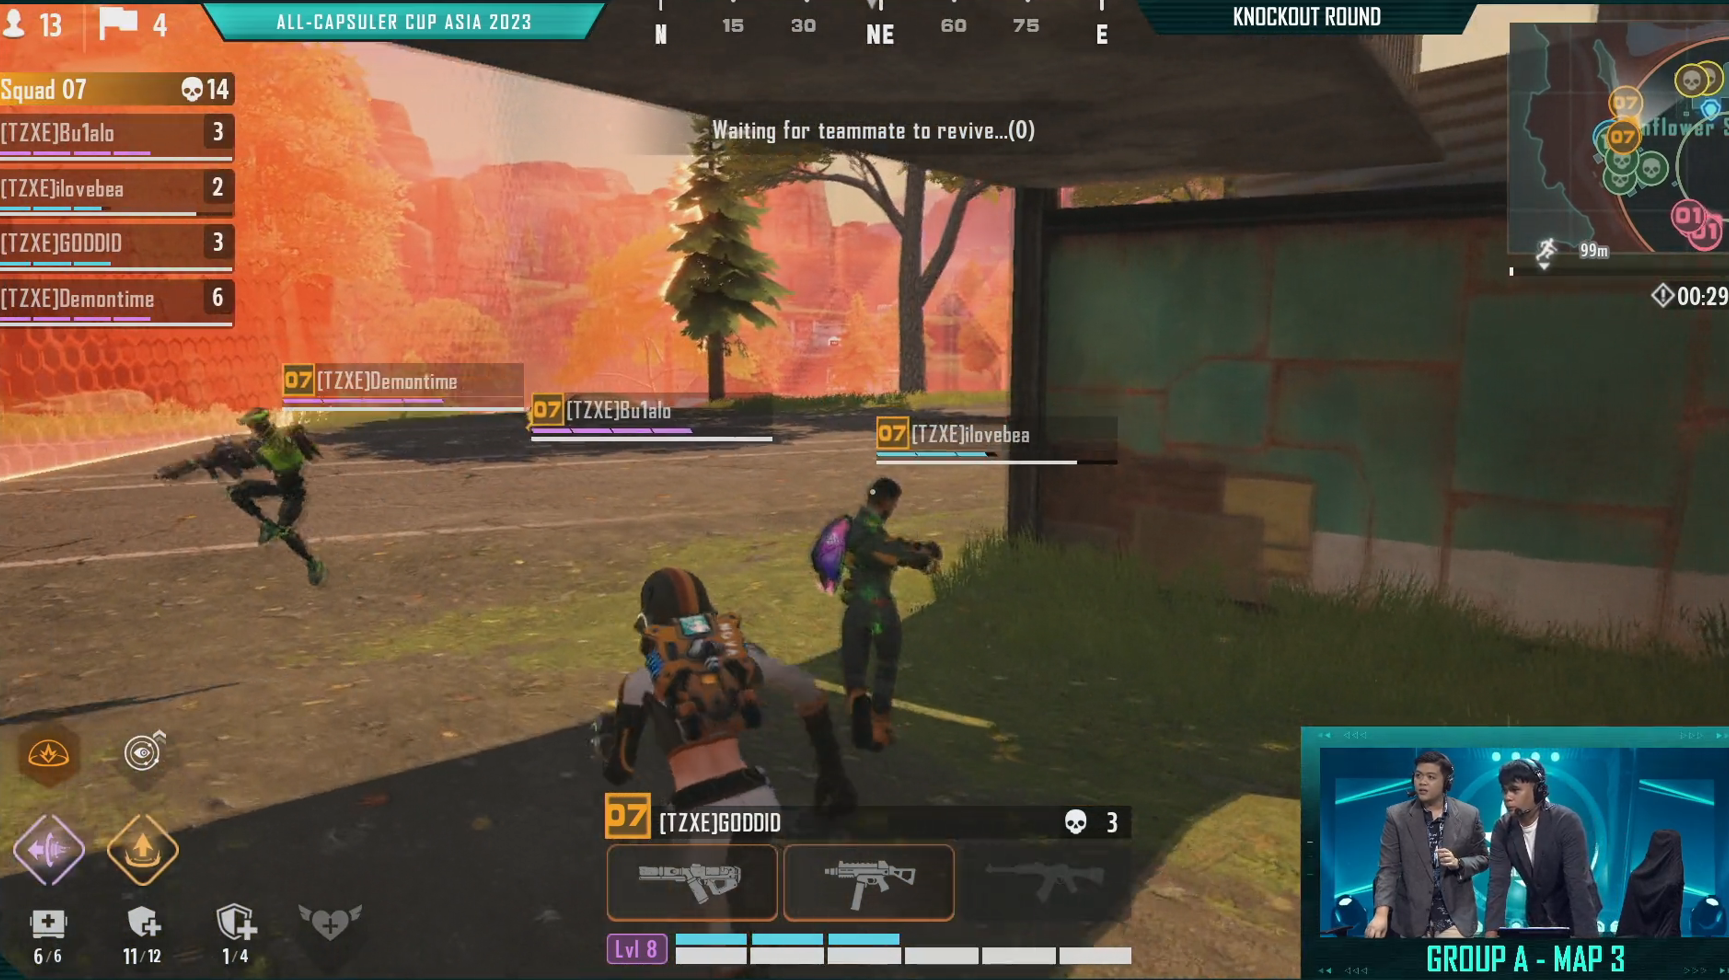 13
4
ALL-CAPSULER CUP ASIA 2023
N 15 30 NE 60 75 E
KNOCKOUT ROUND
Squad 07 14
[TZXE]Bu1alo 3
[TZXE]ilovebea 2
[TZXE]GODDID 3
[TZXE]Demontime 6
Waiting for teammate to revive...(0)
07
07
nflower S
01
99m
00:29
07 [TZXE]Demontime
07 [TZXE]Bu1alo
07 [TZXE]ilovebea
07 [TZXE]GODDID 3
6/6
11/12
1/4
Lvl 8
GROUP A - MAP 3